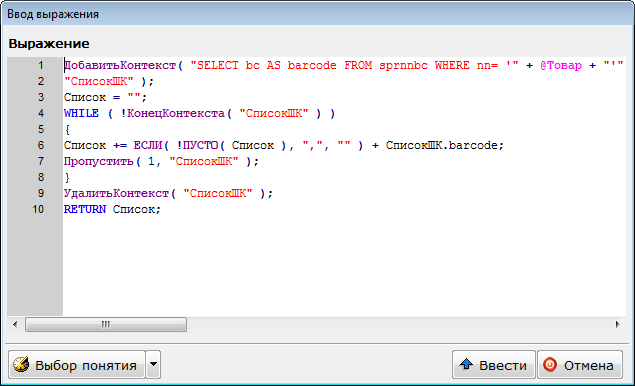 Ввод выражения
Выражение
1 ДобавитьКонтекст( "SELECT bc AS barcode FROM sprnnbc WHERE nn= '" + @Товар + "'"
2 "СписокШК" );
3 Список = "";
4 WHILE ( !КонецКонтекста( "СписокШК" ) )
5 {
6 Список += ЕСЛИ( !ПУСТО( Список ), ",", "" ) + СписокШК.barcode;
7 Пропустить( 1, "СписокШК" );
8 }
9 УдалитьКонтекст( "СписокШК" );
10 RETURN Список;
Выбор понятия Ввести Отмена